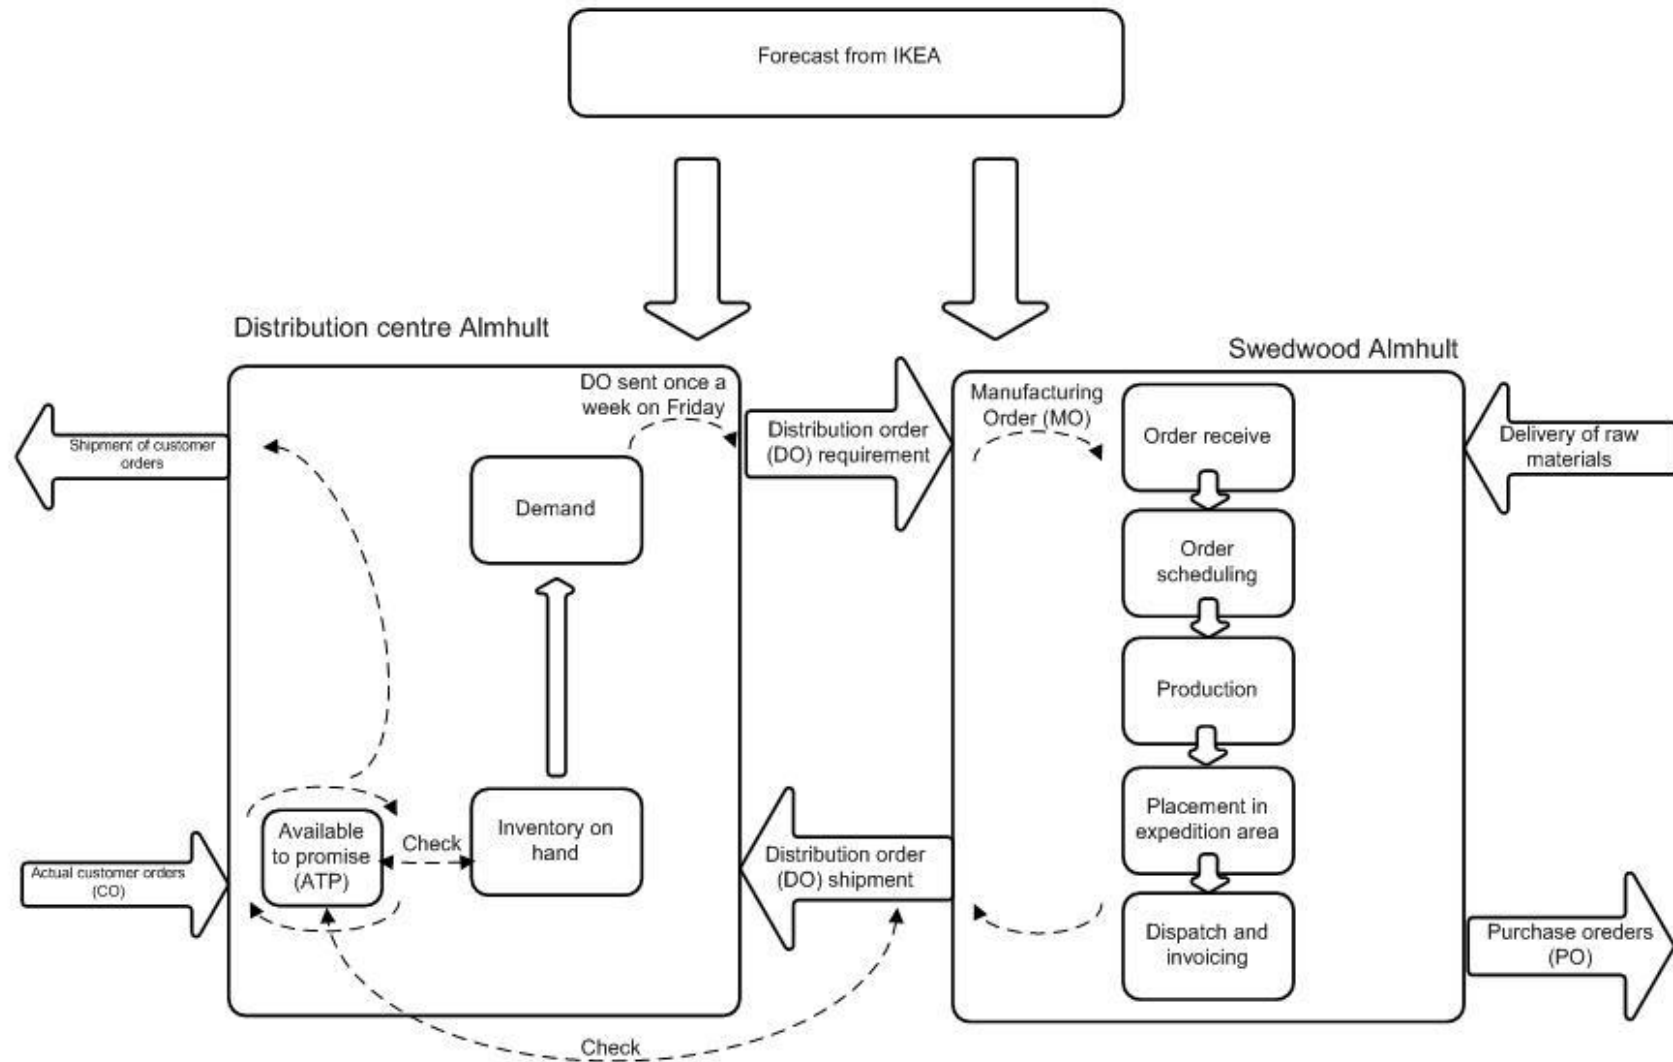 Forecast from IKEA
Distribution centre Almhult
Swedwood Almhult
DO sent once a
week on Friday
Shipment of customer
orders
Distribution order
(DO) requirement
Manufacturing
Order (MO)
Order receive
Delivery of raw
materials
Demand
Order
scheduling
Production
Available
to promise
(ATP)
Check
Inventory on
hand
Actual customer orders
(CO)
Distribution order
(DO) shipment
Placement in
expedition area
Dispatch and
invoicing
Purchase oreders
(PO)
Check